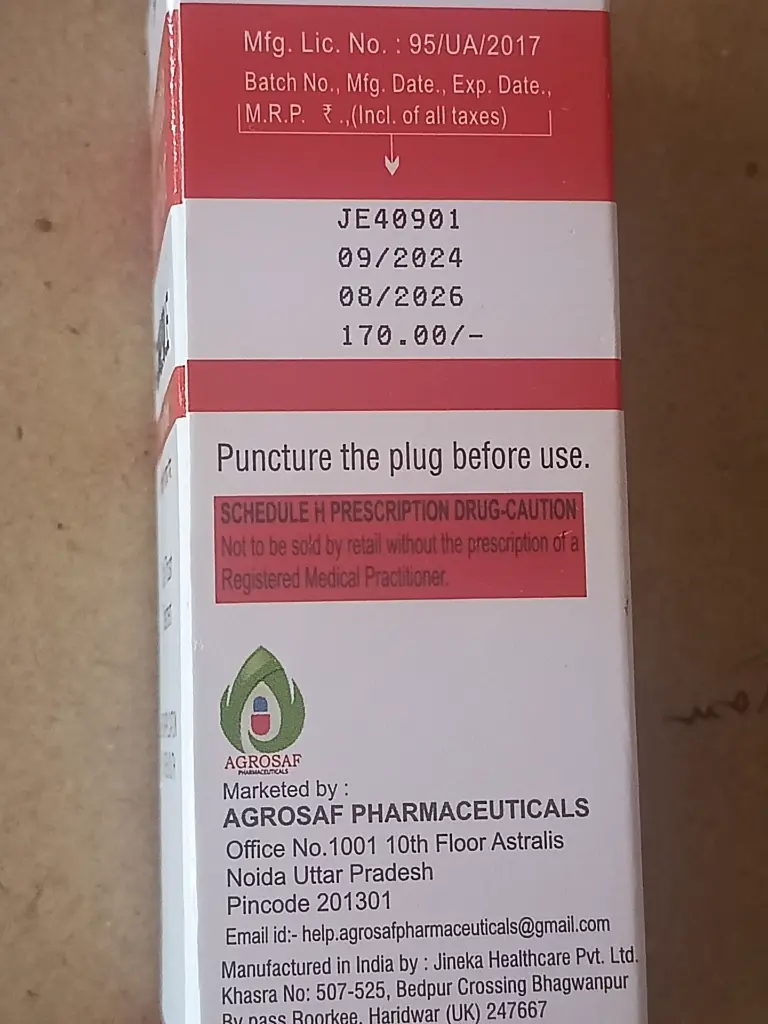 Mfg. Lic. No. : 95/UA/2017
Batch No., Mfg. Date., Exp. Date.,
M.R.P. ₹ .,(Incl. of all taxes)
JE40901
09/2024
08/2026
170.00/-
Puncture the plug before use.
SCHEDULE H PRESCRIPTION DRUG-CAUTION
Not to be sold by retail without the prescription of a
Registered Medical Practitioner.
AGROSAF
PHARMACEUTICALS
Marketed by :
AGROSAF PHARMACEUTICALS
Office No.1001 10th Floor Astralis
Noida Uttar Pradesh
Pincode 201301
Email id:- help.agrosafpharmaceuticals@gmail.com
Manufactured in India by : Jineka Healthcare Pvt. Ltd.
Khasra No: 507-525, Bedpur Crossing Bhagwanpur
By pass Roorkee, Haridwar (UK) 247667